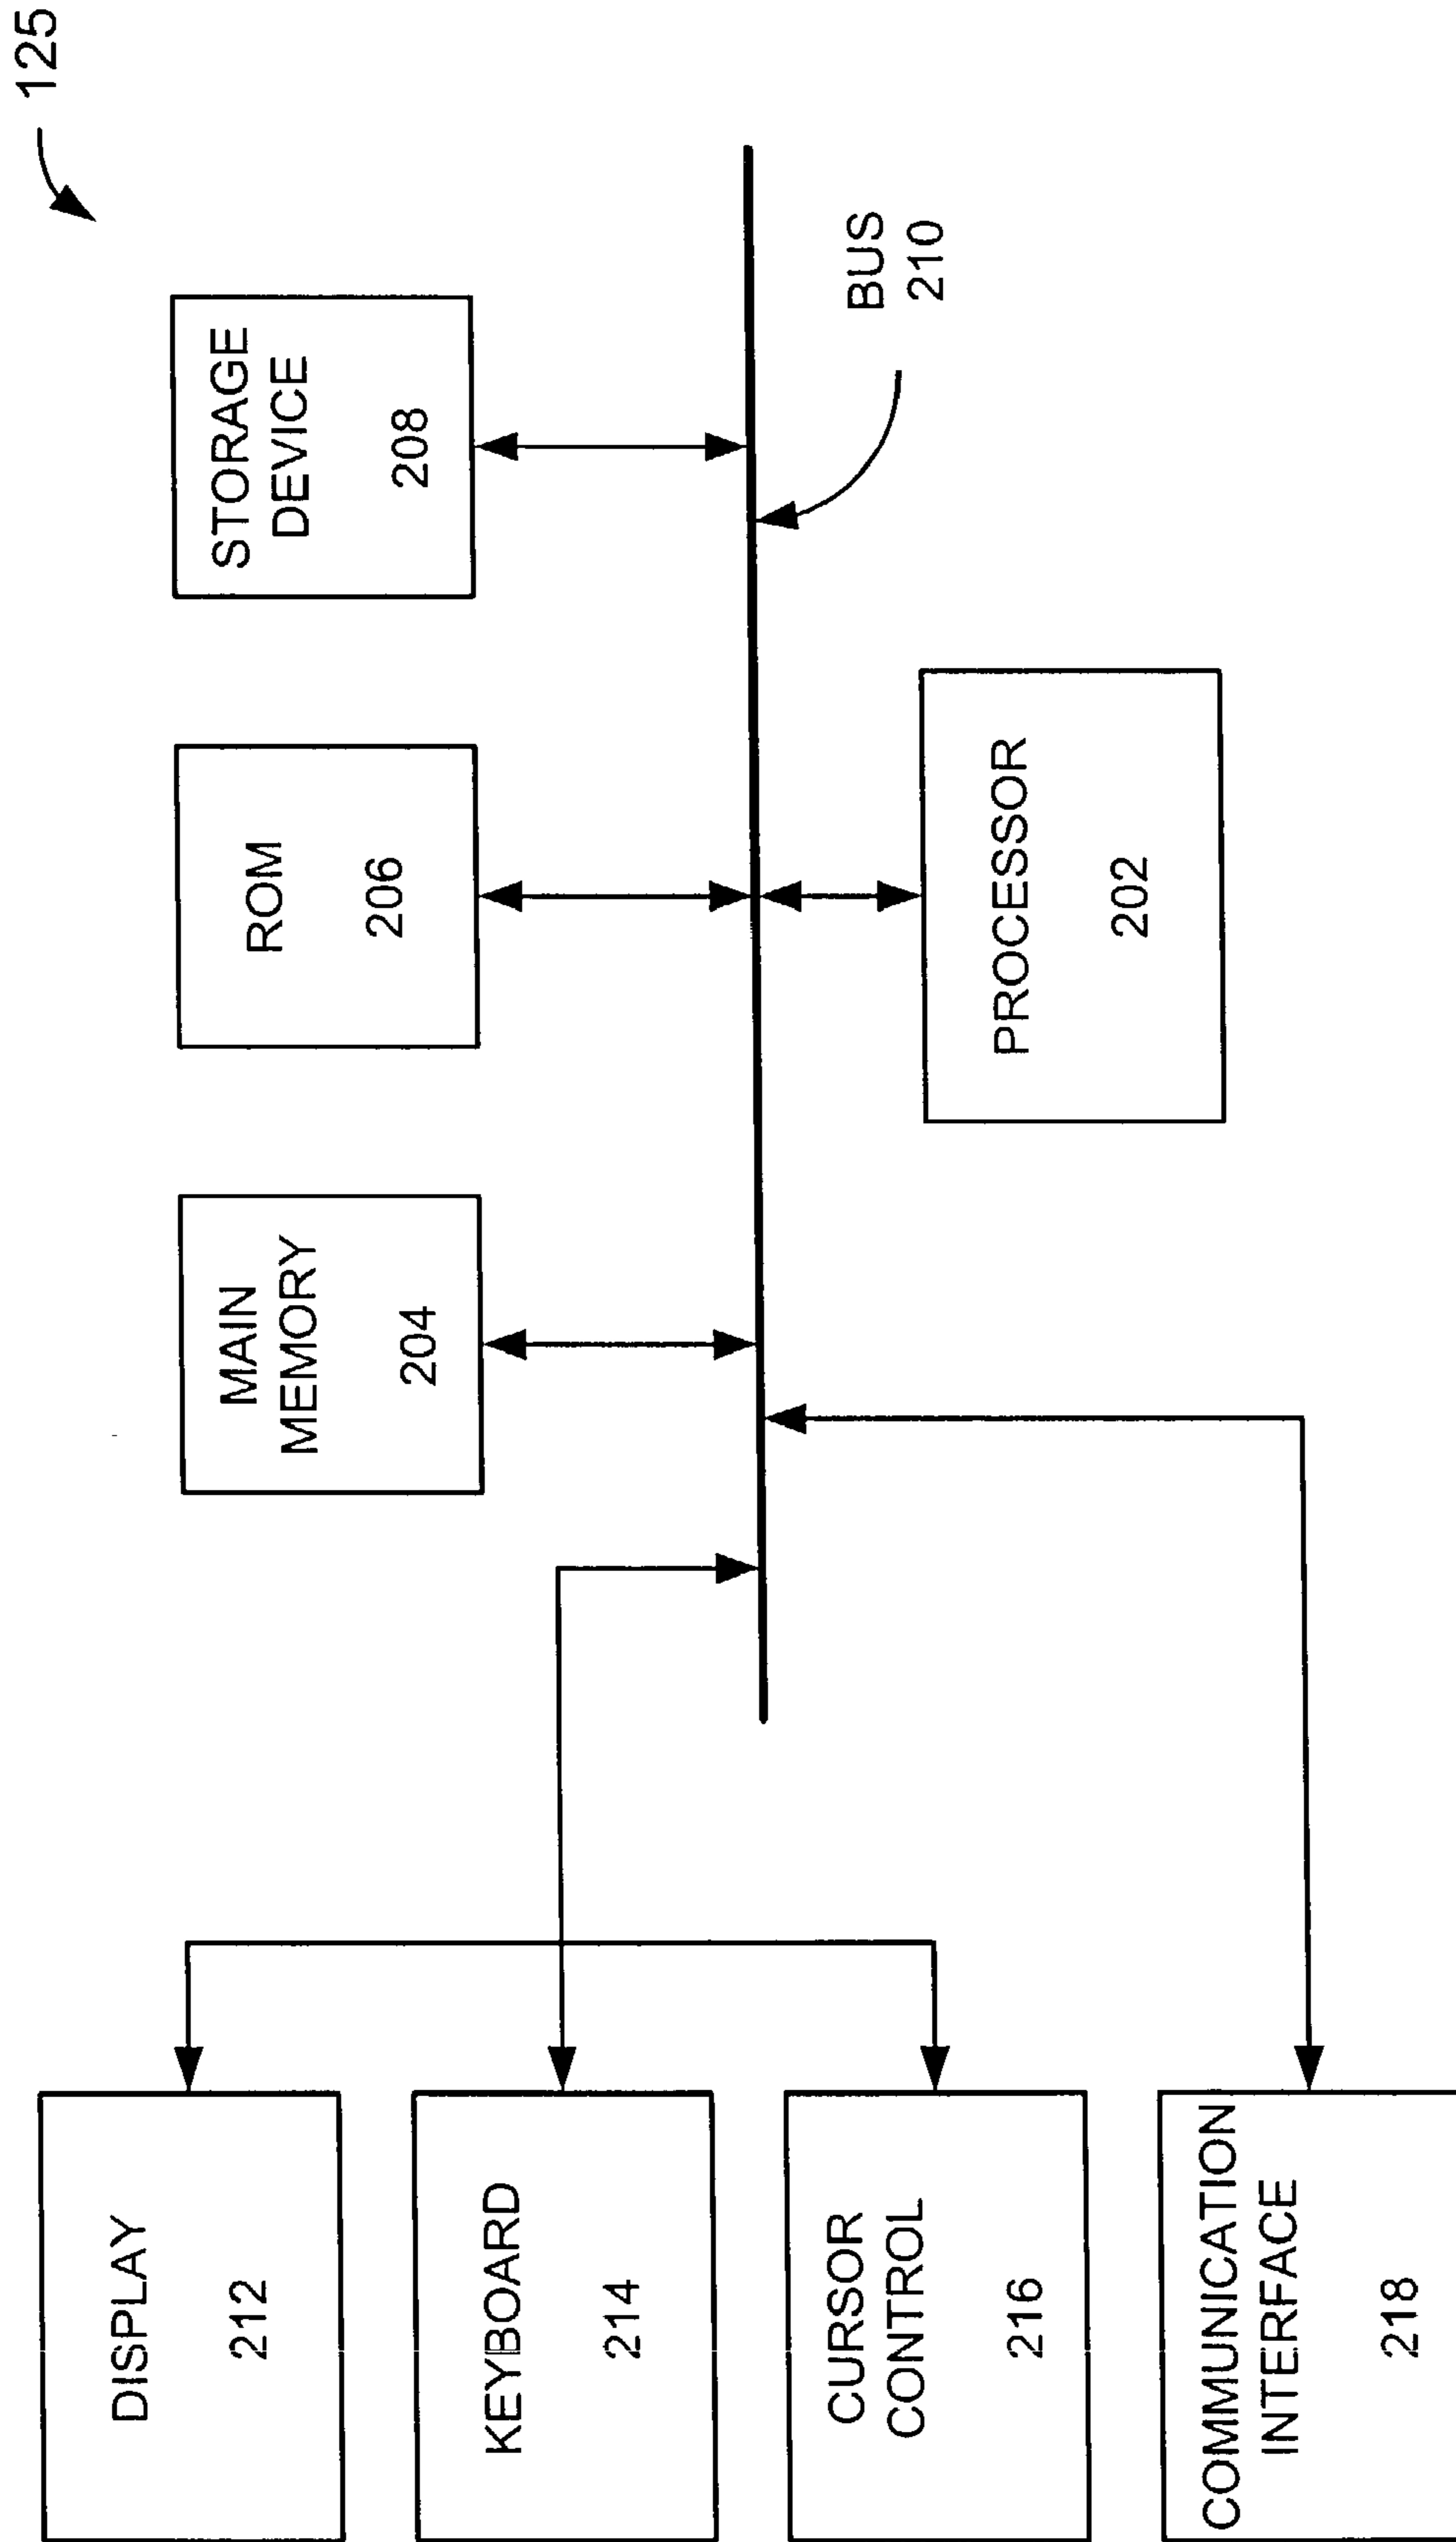 125
DISPLAY
212
KEYBOARD
214
CURSOR
CONTROL
216
COMMUNICATION
INTERFACE
218
MAIN
MEMORY
204
ROM
206
STORAGE
DEVICE
208
BUS
210
PROCESSOR
202